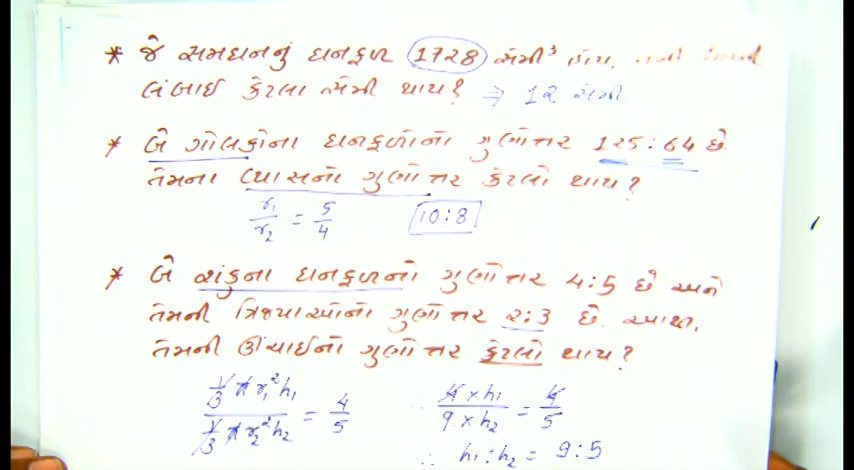 * જે સમઘનનું ઘનફળ 1728 સેમી³ હોય,
લંબાઈ કેટલા સેમી થાય? ⇒ 12 સેમી.
* બે ગોલકોના ઘનફળોનો ગુણોત્તર 125:64 છે
તેમના વ્યાસનો ગુણોત્તર કેટલો થાય?
r₁/r₂ = 5/4 10:8
* બે શંકુના ઘનફળનો ગુણોત્તર 4:5 છે અને
તેમની ત્રિજ્યાઓનો ગુણોત્તર ૨:3 છે. આથી,
તેમની ઊંચાઈનો ગુણોત્તર કેટલો થાય?
(1/3 π r₁² h₁)/(1/3 π r₂² h₂) = 4/5 ∴ (4 × h₁)/(9 × h₂) = 4/5
∴ h₁:h₂ = 9:5